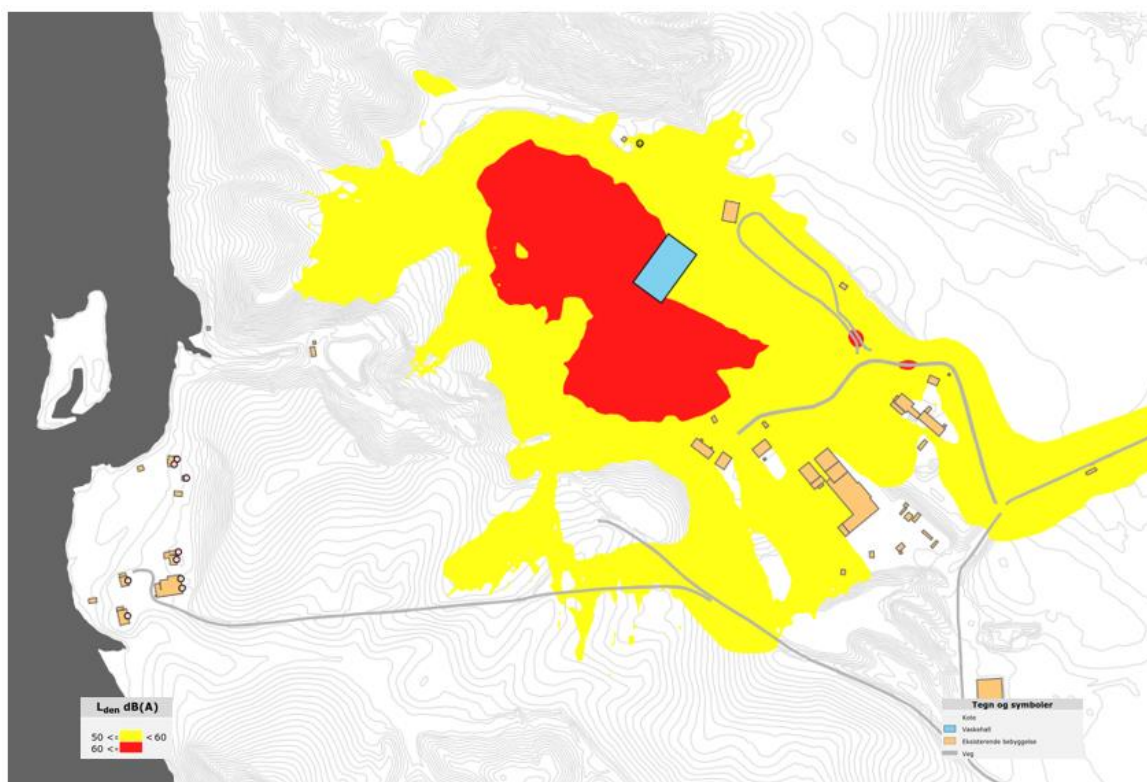 Lden dB(A)
50 <- < 60
60 <-
Tegn og symboler
Kote
Vaskehall
Eksisterende bebyggelse
Veg